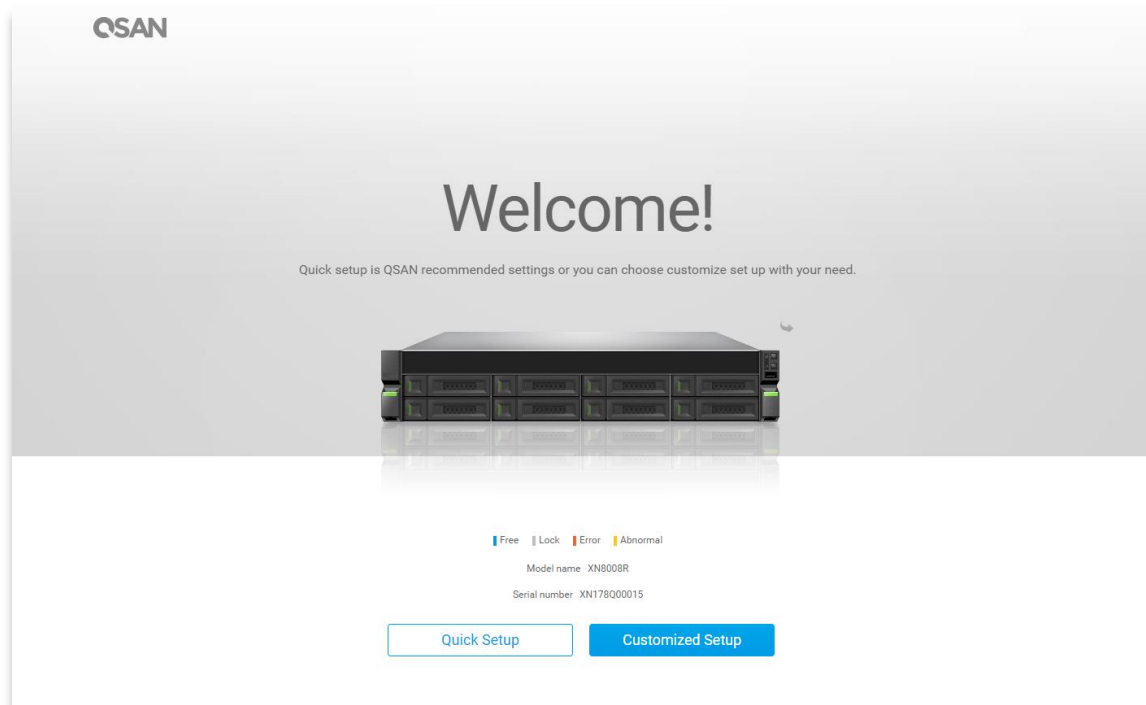 QSAN
Welcome!
Quick setup is QSAN recommended settings or you can choose customize set up with your need.
Free Lock Error Abnormal
Model name XN8008R
Serial number XN178Q00015
Quick Setup Customized Setup